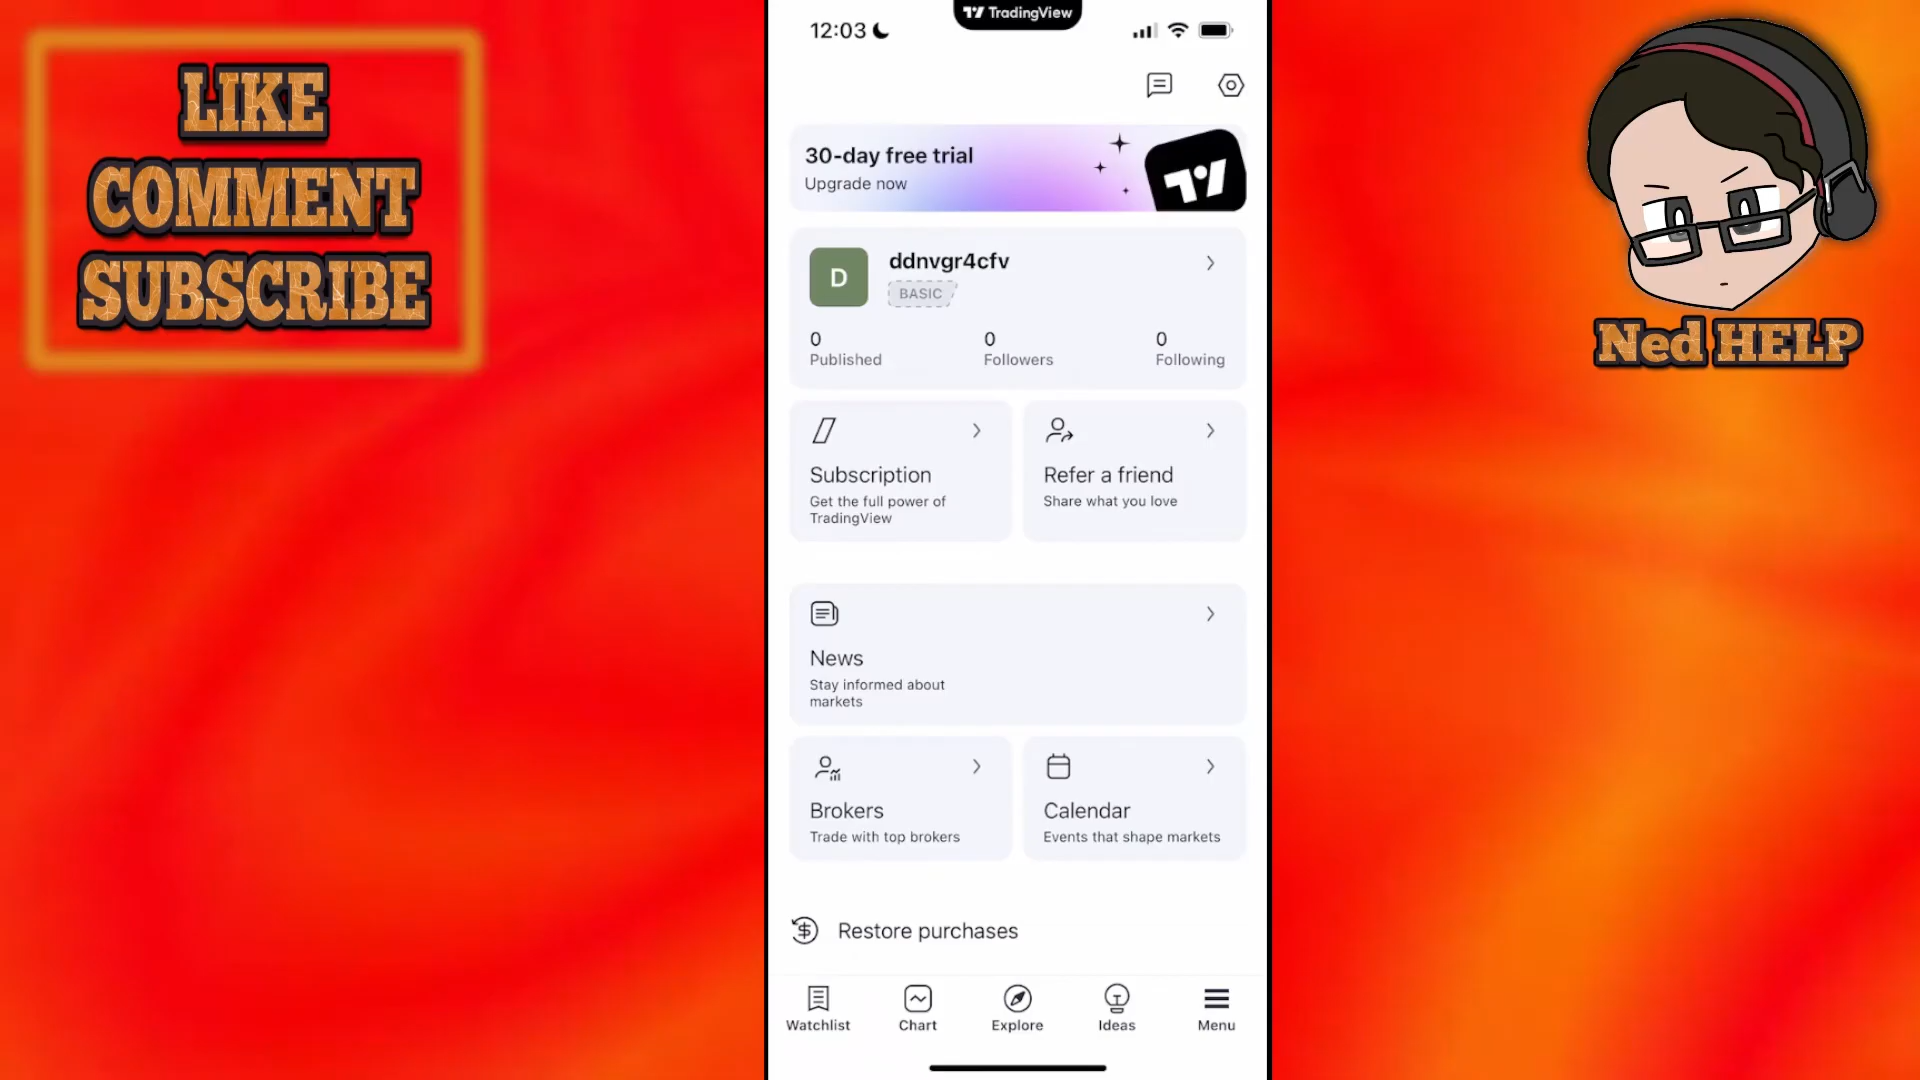 LIKE
COMMENT
SUBSCRIBE
12:03
TradingView
30-day free trial
Upgrade now
D
ddnvgr4cfv
BASIC
0
Published
0
Followers
0
Following
Subscription
Get the full power of
TradingView
Refer a friend
Share what you love
News
Stay informed about
markets
Brokers
Trade with top brokers
Calendar
Events that shape markets
Restore purchases
Watchlist
Chart
Explore
Ideas
Menu
Ned HELP